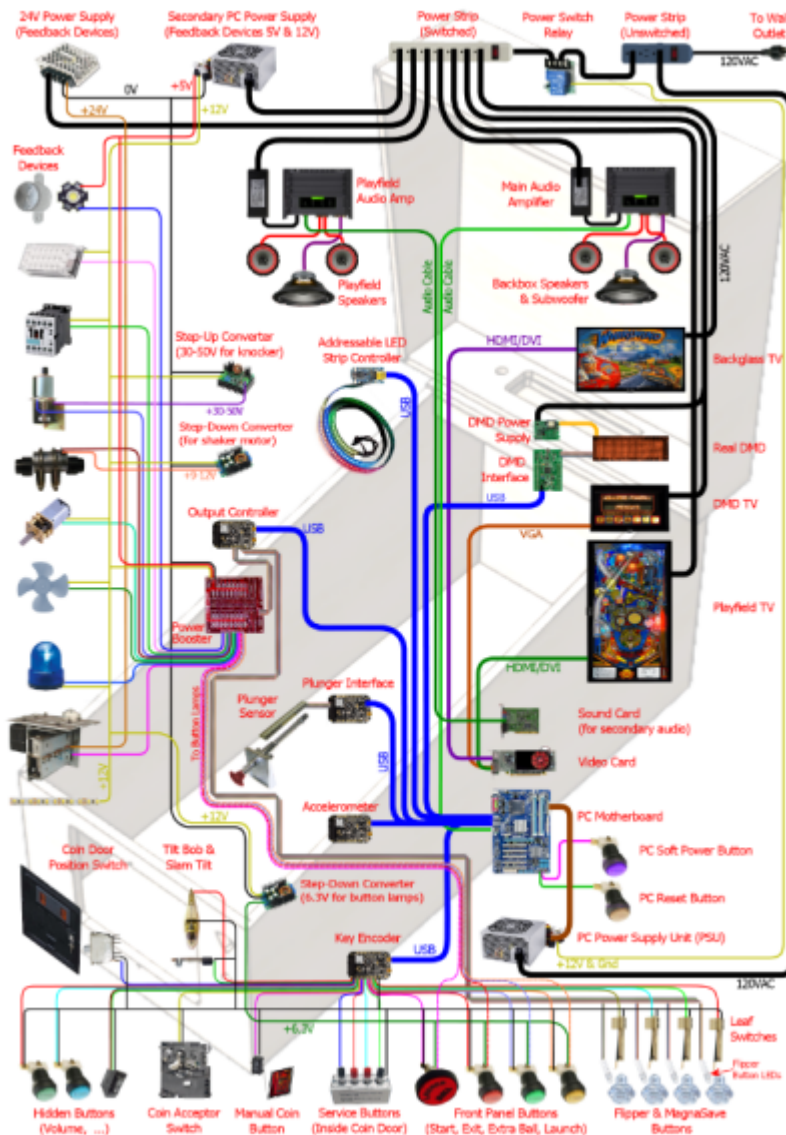 24V Power Supply
(Feedback Devices)
Secondary PC Power Supply
(Feedback Devices 5V & 12V)
Power Strip
(Switched)
Power Switch
Relay
Power Strip
(Unswitched)
To Wall
Outlet
120VAC
0V
+5V
+24V
+12V
Feedback
Devices
Playfield
Audio Amp
Main Audio
Amplifier
Playfield
Speakers
Audio Cable
Audio Cable
Backbox Speakers
& Subwoofer
120VAC
Step-Up Converter
(30-50V for knocker)
Addressable LED
Strip Controller
HDMI/DVI
Backglass TV
+30-50V
Step-Down Converter
(for shaker motor)
+9-12V
USB
DMD Power
Supply
Real DMD
DMD
Interface
USB
DMD TV
VGA
Output Controller
USB
Playfield TV
Power
Booster
HDMI/DVI
Plunger Interface
Plunger
Sensor
To Button Lamps
USB
Sound Card
(for secondary audio)
Video Card
+12V
+12V
Accelerometer
PC Motherboard
Coin Door
Position Switch
Tilt Bob &
Slam Tilt
PC Soft Power Button
Step-Down Converter
(6.3V for button lamps)
PC Reset Button
Key Encoder
USB
PC Power Supply Unit (PSU)
+12V & Gnd
120VAC
+6.3V
Leaf
Switches
Flipper
Button LEDs
Hidden Buttons
(Volume, ...)
Coin Acceptor
Switch
Manual Coin
Button
Service Buttons
(Inside Coin Door)
Front Panel Buttons
(Start, Exit, Extra Ball, Launch)
Flipper & MagnaSave
Buttons